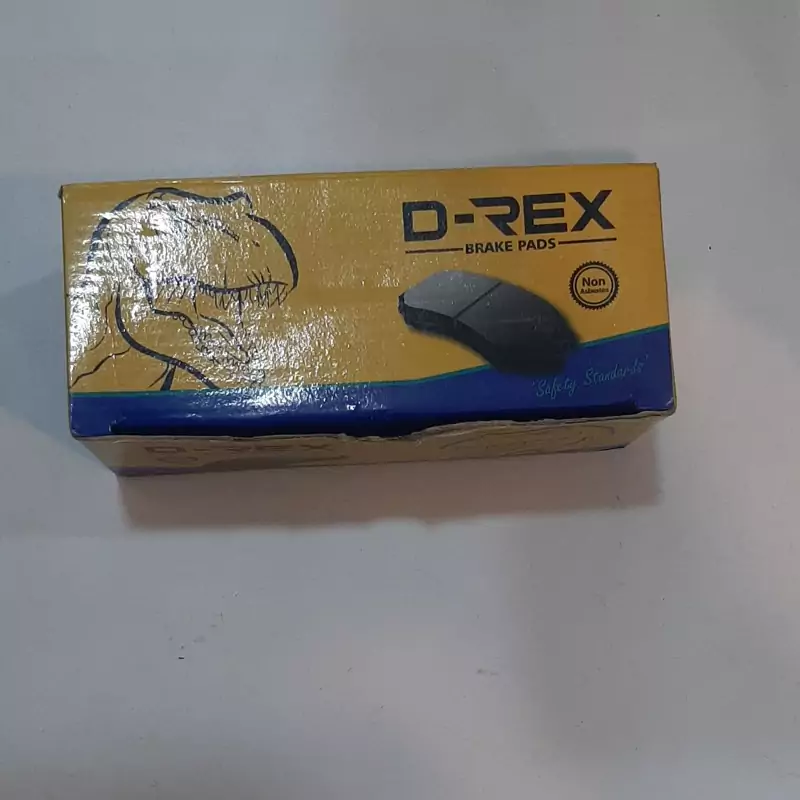 D-REX
BRAKE PADS
Non
Asbestos
'Safety Standards'
D-REX